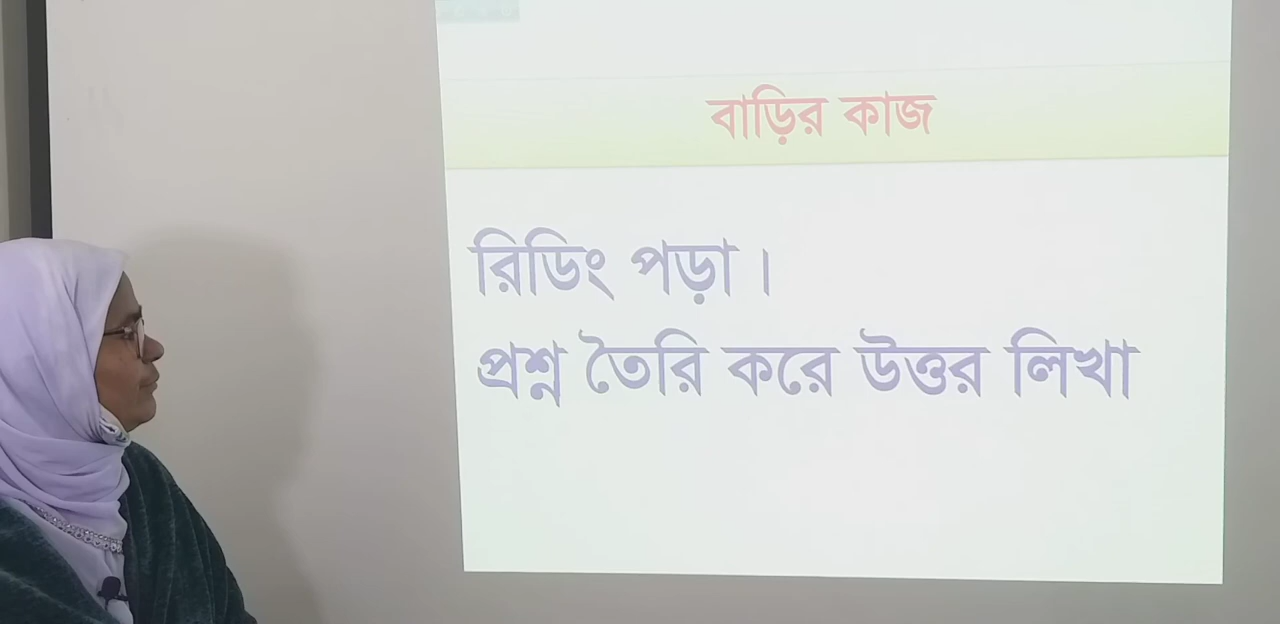 বাড়ির কাজ
রিডিং পড়া ।
প্রশ্ন তৈরি করে উত্তর লিখা